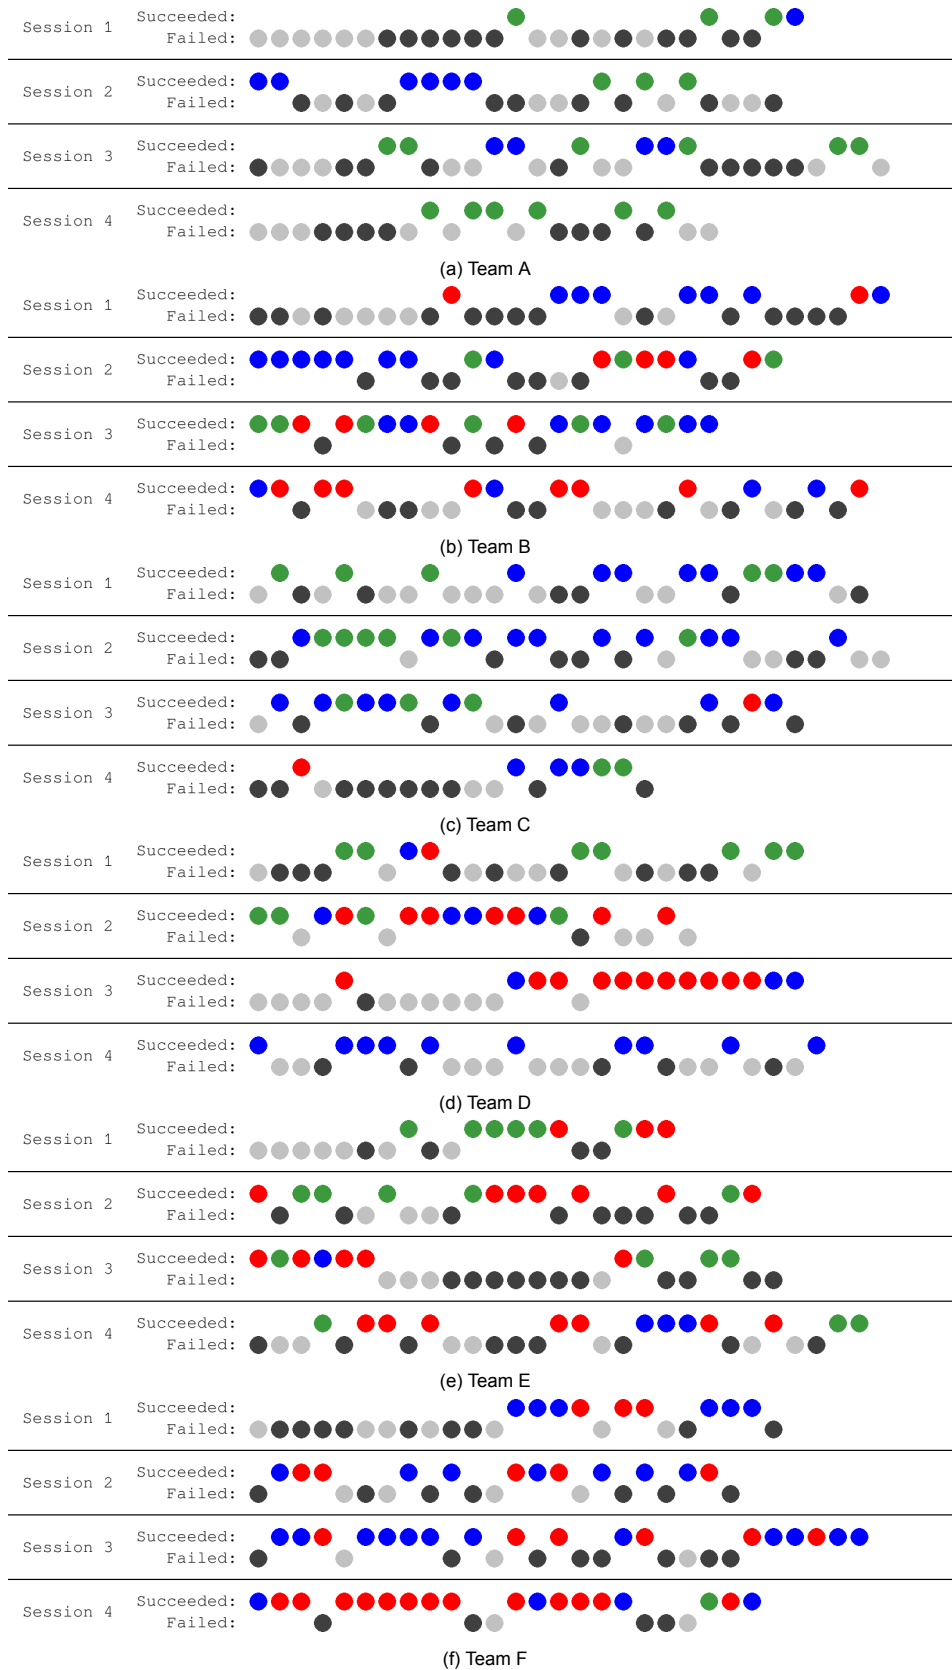 Session 1
Succeeded:
Failed:
Session 2
Succeeded:
Failed:
Session 3
Succeeded:
Failed:
Session 4
Succeeded:
Failed:
(a) Team A
Session 1
Succeeded:
Failed:
Session 2
Succeeded:
Failed:
Session 3
Succeeded:
Failed:
Session 4
Succeeded:
Failed:
(b) Team B
Session 1
Succeeded:
Failed:
Session 2
Succeeded:
Failed:
Session 3
Succeeded:
Failed:
Session 4
Succeeded:
Failed:
(c) Team C
Session 1
Succeeded:
Failed:
Session 2
Succeeded:
Failed:
Session 3
Succeeded:
Failed:
Session 4
Succeeded:
Failed:
(d) Team D
Session 1
Succeeded:
Failed:
Session 2
Succeeded:
Failed:
Session 3
Succeeded:
Failed:
Session 4
Succeeded:
Failed:
(e) Team E
Session 1
Succeeded:
Failed:
Session 2
Succeeded:
Failed:
Session 3
Succeeded:
Failed:
Session 4
Succeeded:
Failed:
(f) Team F